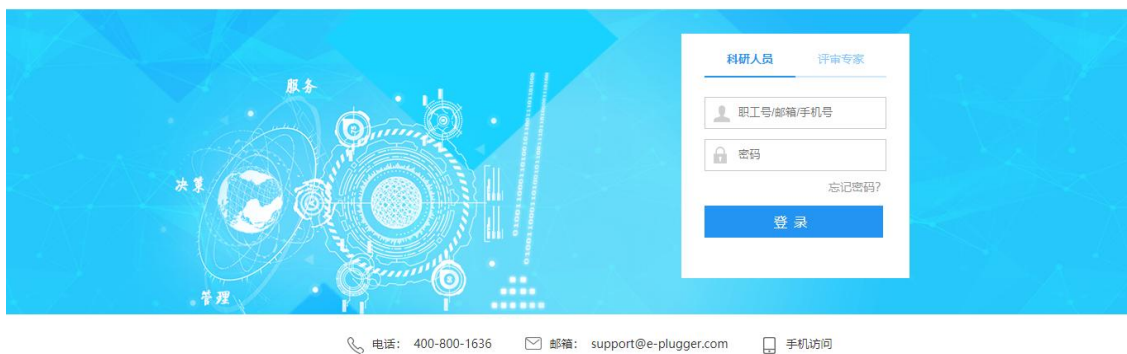 科研人员 评审专家
服务
职工号/邮箱/手机号
密码
决策
忘记密码?
登 录
管理
电话: 400-800-1636 邮箱: support@e-plugger.com 手机访问